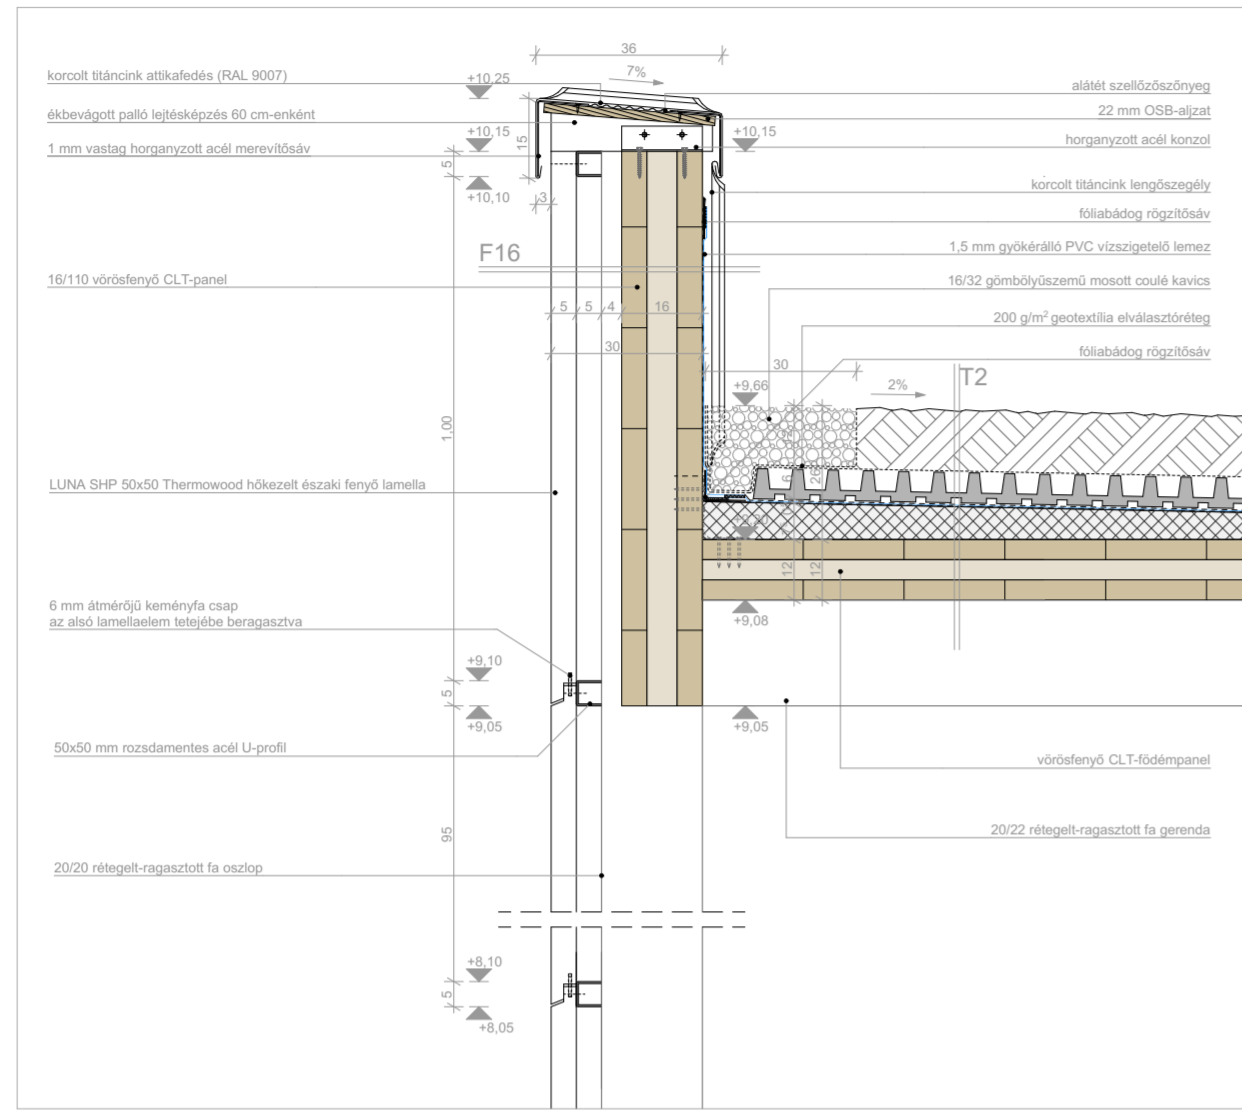 36
7%
korcolt titáncink attikafedés (RAL 9007)
+10,25
alátét szellőzőszőnyeg
ékbevágott palló lejtésképzés 60 cm-enként
22 mm OSB-aljzat
+10,15
15
+10,15
horganyzott acél konzol
1 mm vastag horganyzott acél merevítősáv
5
+10,10
3
korcolt titáncink lengőszegély
fóliabádog rögzítősáv
F16
1,5 mm gyökérálló PVC vízszigetelő lemez
16/110 vörösfenyő CLT-panel
16/32 gömbölyűszemű mosott coulé kavics
5
5
4
16
200 g/m² geotextília elválasztóréteg
30
fóliabádog rögzítősáv
30
T2
+9,66
2%
1,00
LUNA SHP 50x50 Thermowood hőkezelt északi fenyő lamella
6
26
12
12
6 mm átmérőjű keményfa csap
az alsó lamellaelem tetejébe beragasztva
+9,08
+9,10
5
+9,05
+9,05
50x50 mm rozsdamentes acél U-profil
vörösfenyő CLT-födémpanel
95
20/22 rétegelt-ragasztott fa gerenda
20/20 rétegelt-ragasztott fa oszlop
+8,10
5
+8,05